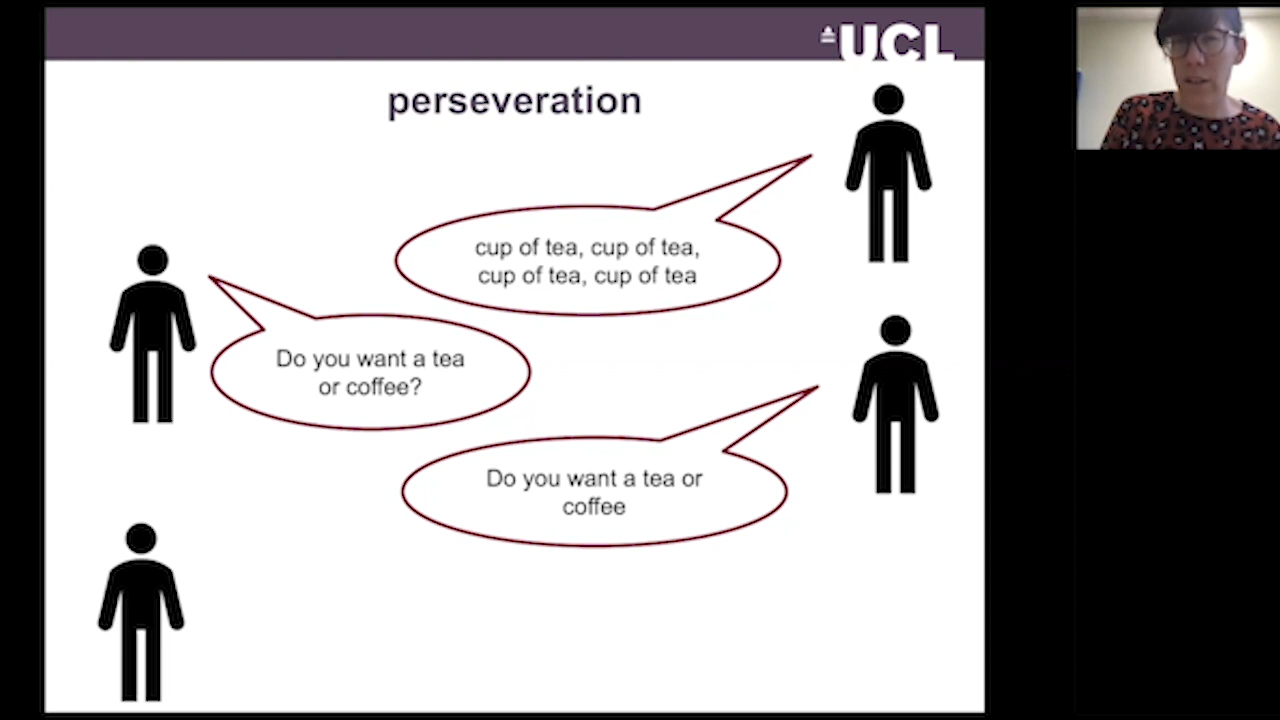 UCL
perseveration
cup of tea, cup of tea,
cup of tea, cup of tea
Do you want a tea
or coffee?
Do you want a tea or
coffee